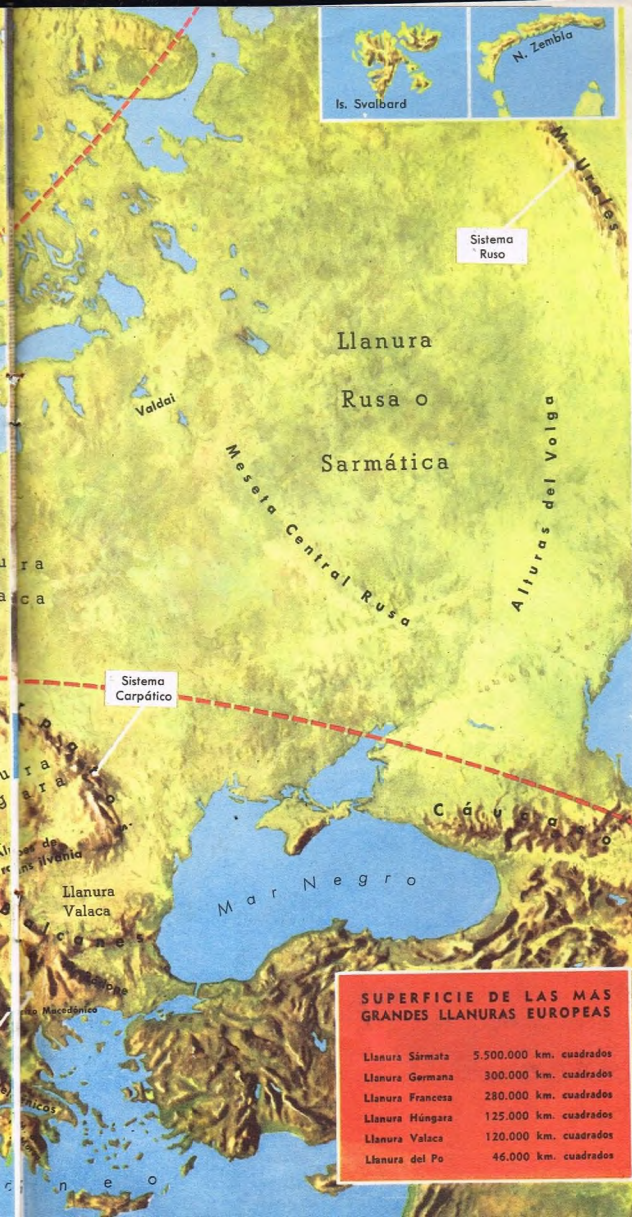 Is. Svalbard
N. Zembla
M. Urales
Sistema
Ruso
Llanura
Rusa o
Sarmática
Valdai
Meseta Central Rusa
Alturas del Volga
Sistema
Carpático
Cáucaso
Mar Negro
Llanura
Valaca
Balcanes
SUPERFICIE DE LAS MAS
GRANDES LLANURAS EUROPEAS
Llanura Sármata 5.500.000 km. cuadrados
Llanura Germana 300.000 km. cuadrados
Llanura Francesa 280.000 km. cuadrados
Llanura Húngara 125.000 km. cuadrados
Llanura Valaca 120.000 km. cuadrados
Llanura del Po 46.000 km. cuadrados
Macedónico
n e o